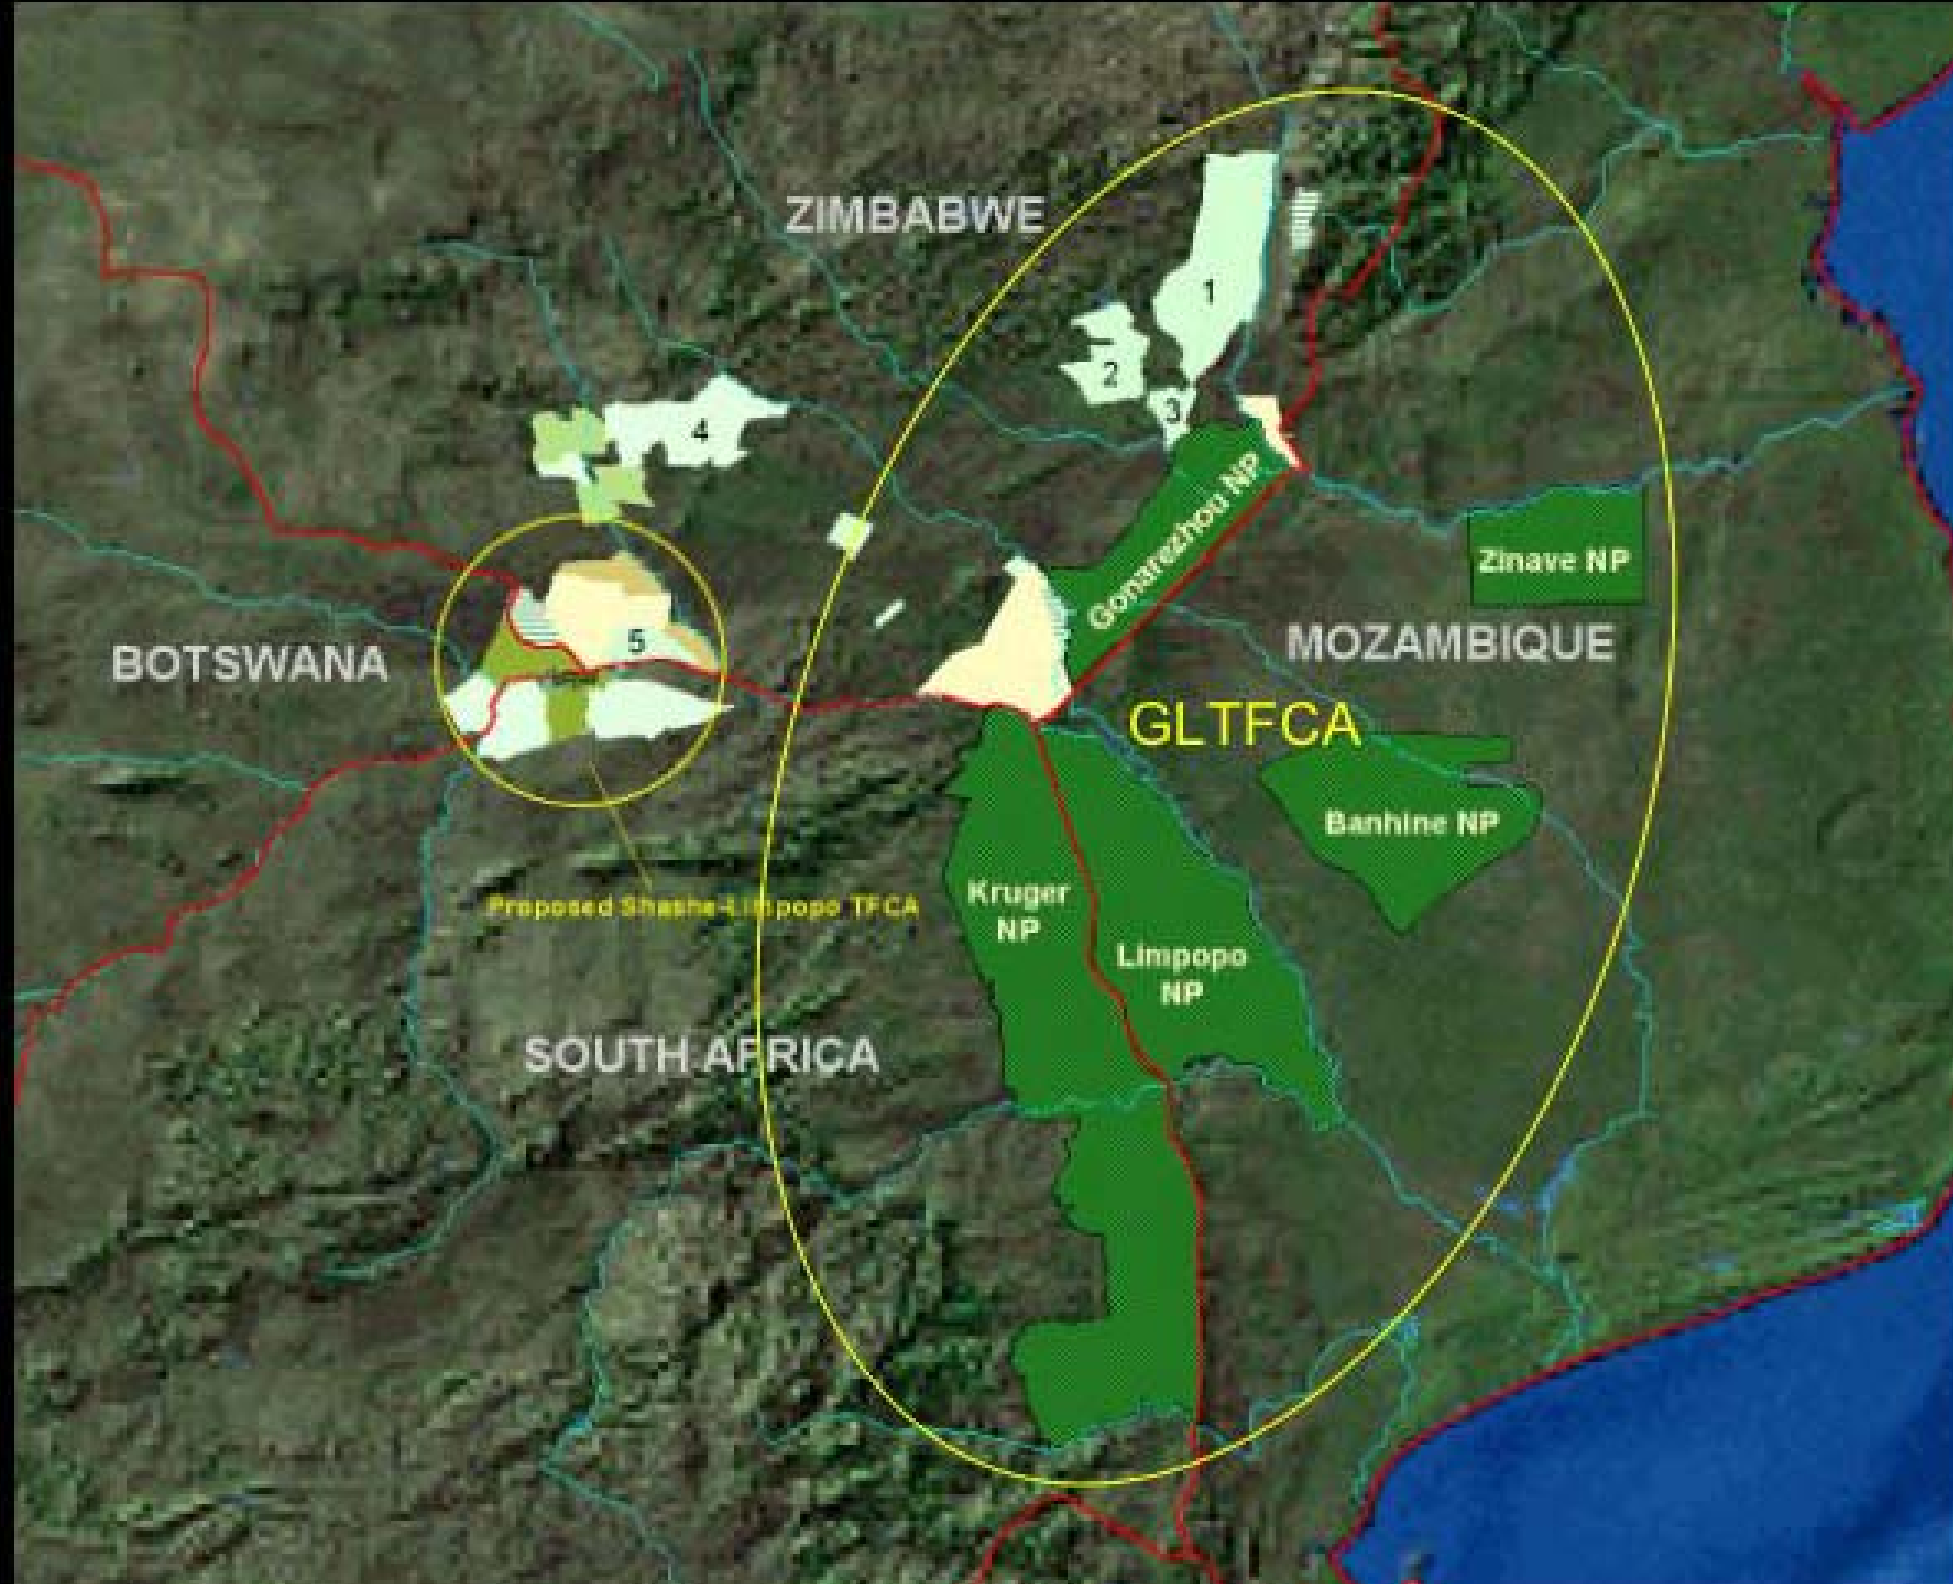 ZIMBABWE
1
2
3
4
Gonarezhou NP
Zinave NP
5
BOTSWANA
MOZAMBIQUE
GLTFCA
Banhine NP
Kruger
NP
Proposed Shashe-Limpopo TFCA
Limpopo
NP
SOUTH AFRICA